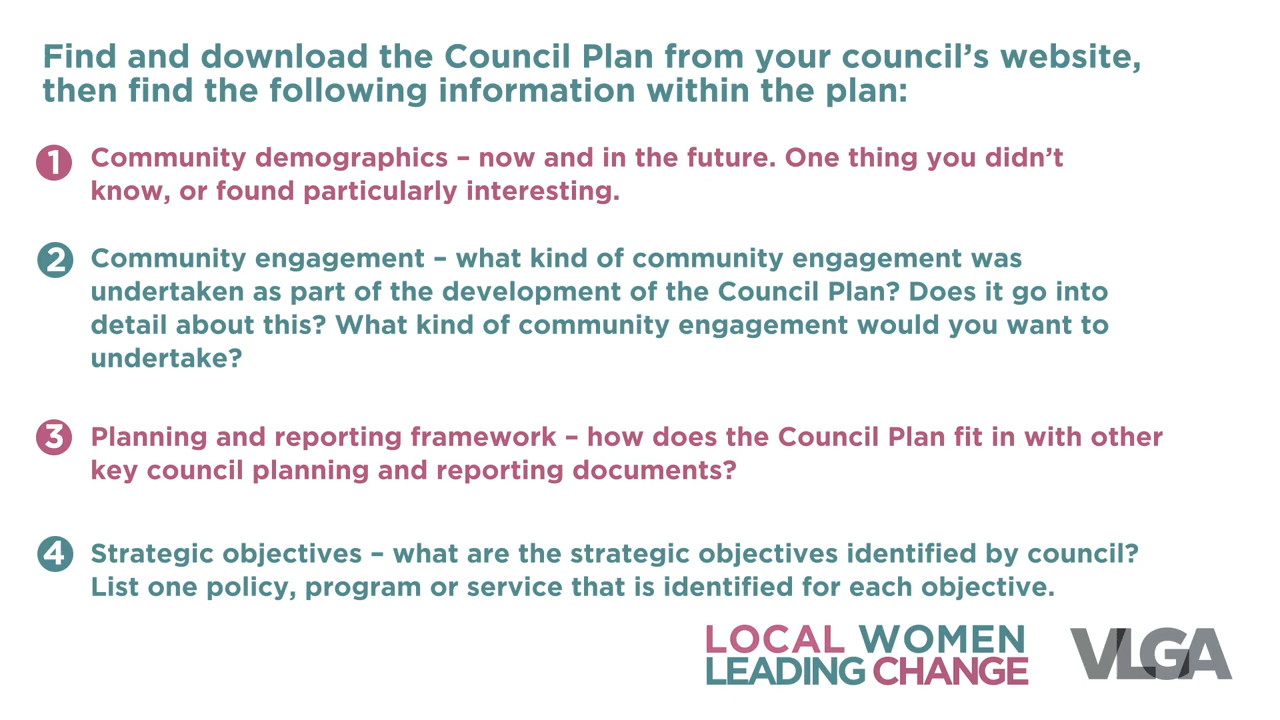 Find and download the Council Plan from your council’s website,
then find the following information within the plan:
1 Community demographics – now and in the future. One thing you didn’t
know, or found particularly interesting.
2 Community engagement – what kind of community engagement was
undertaken as part of the development of the Council Plan? Does it go into
detail about this? What kind of community engagement would you want to
undertake?
3 Planning and reporting framework – how does the Council Plan fit in with other
key council planning and reporting documents?
4 Strategic objectives – what are the strategic objectives identified by council?
List one policy, program or service that is identified for each objective.
LOCAL WOMEN
LEADING CHANGE
VLGA